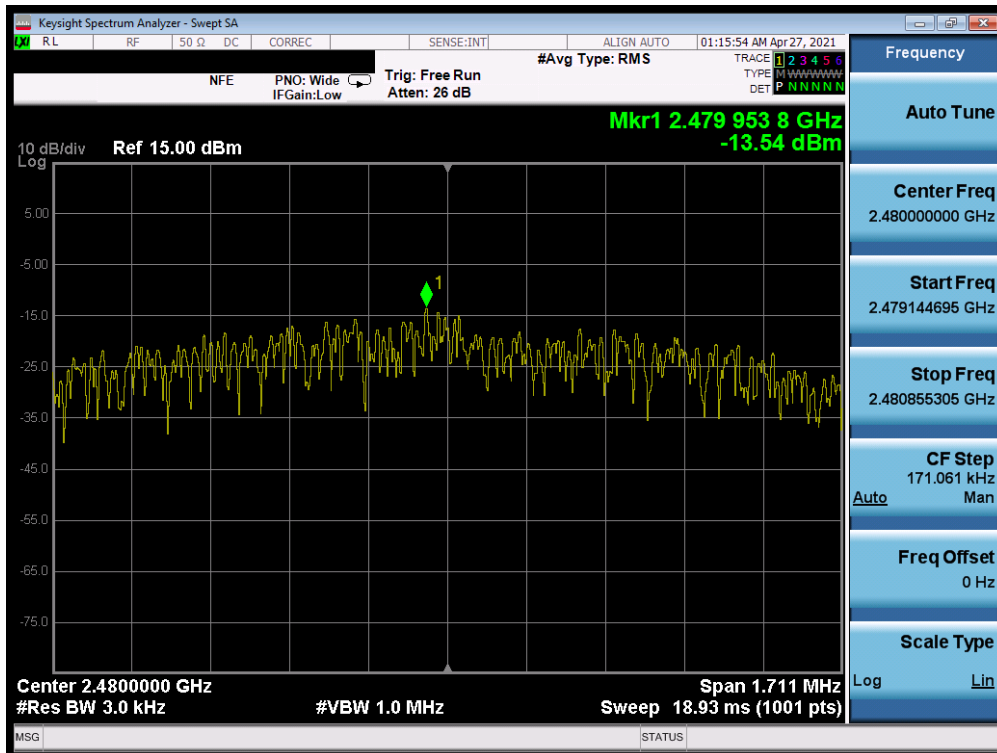 Keysight Spectrum Analyzer - Swept SA
LXI RL RF 50 Ω DC CORREC SENSE:INT ALIGN AUTO 01:15:54 AM Apr 27, 2021
#Avg Type: RMS
TRACE 1 2 3 4 5 6
TYPE M WWWWW
DET P N N N N N
NFE
PNO: Wide
IFGain:Low
Trig: Free Run
Atten: 26 dB
Mkr1 2.479 953 8 GHz
-13.54 dBm
10 dB/div
Log
Ref 15.00 dBm
1
5.00
-5.00
-15.0
-25.0
-35.0
-45.0
-55.0
-65.0
-75.0
Center 2.4800000 GHz
Span 1.711 MHz
#Res BW 3.0 kHz
#VBW 1.0 MHz
Sweep 18.93 ms (1001 pts)
MSG
STATUS
Frequency
Auto Tune
Center Freq
2.480000000 GHz
Start Freq
2.479144695 GHz
Stop Freq
2.480855305 GHz
CF Step
171.061 kHz
Auto Man
Freq Offset
0 Hz
Scale Type
Log Lin